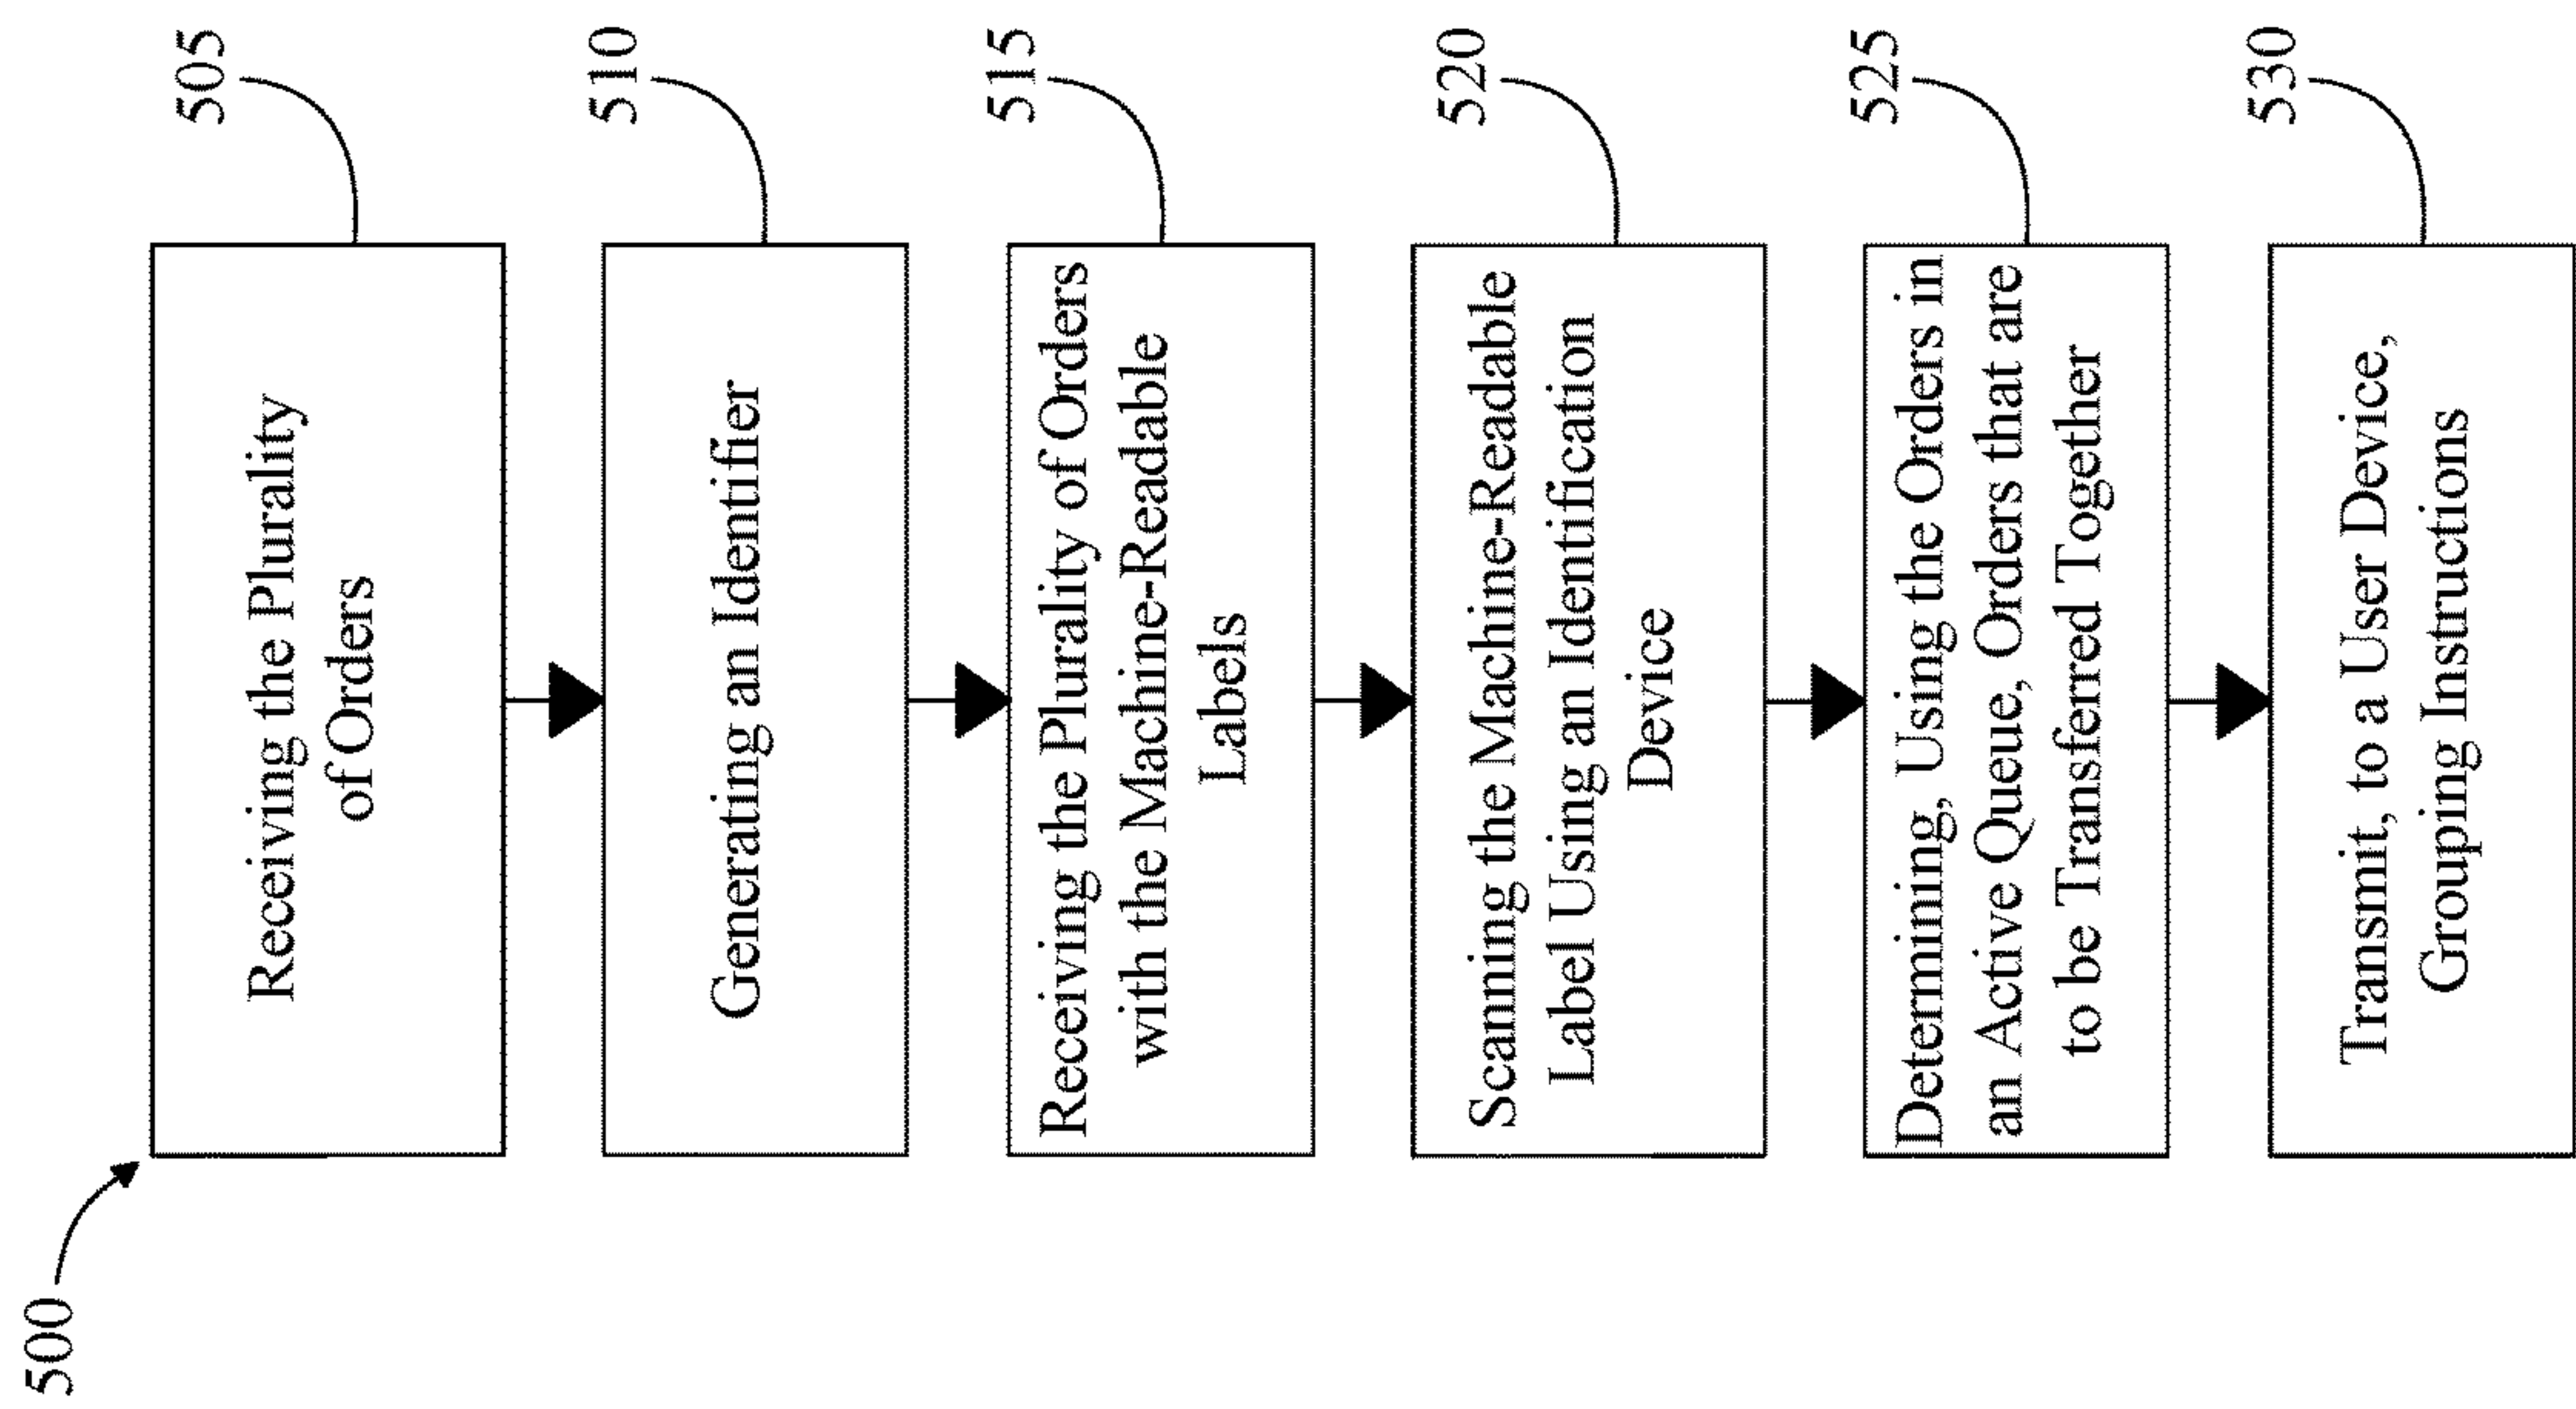 500
505
Receiving the Plurality
of Orders
510
Generating an Identifier
515
Receiving the Plurality of Orders
with the Machine-Readable
Labels
520
Scanning the Machine-Readable
Label Using an Identification
Device
525
Determining, Using the Orders in
an Active Queue, Orders that are
to be Transferred Together
530
Transmit, to a User Device,
Grouping Instructions